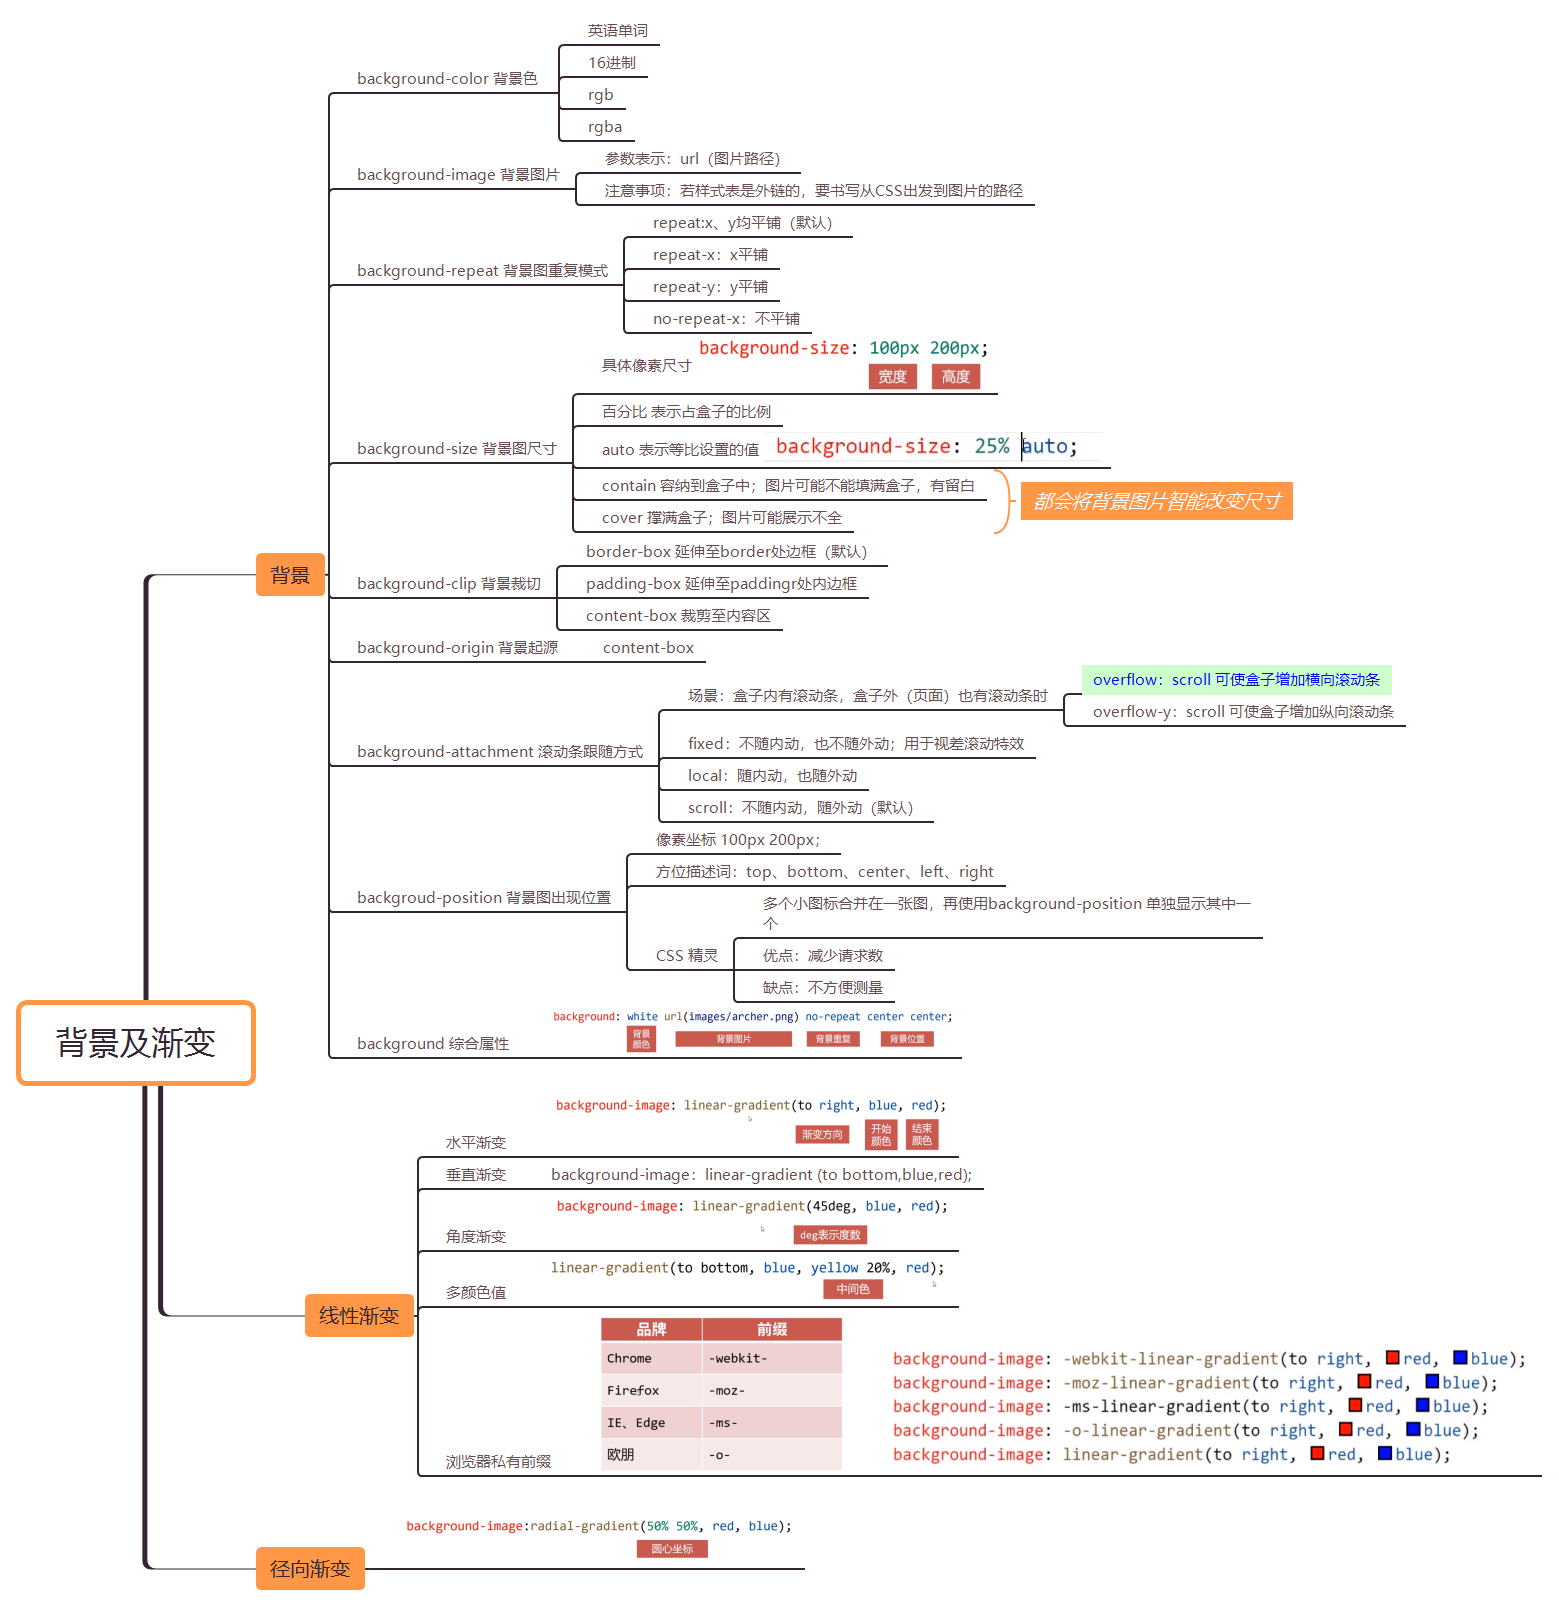 背景及渐变
背景
background-color 背景色
英语单词
16进制
rgb
rgba
background-image 背景图片
参数表示：url（图片路径）
注意事项：若样式表是外链的，要书写从CSS出发到图片的路径
background-repeat 背景图重复模式
repeat:x、y均平铺（默认）
repeat-x：x平铺
repeat-y：y平铺
no-repeat-x：不平铺
background-size 背景图尺寸
具体像素尺寸
background-size: 100px 200px;
宽度 高度
百分比 表示占盒子的比例
auto 表示等比设置的值
background-size: 25% auto;
contain 容纳到盒子中；图片可能不能填满盒子，有留白
cover 撑满盒子；图片可能展示不全
都会将背景图片智能改变尺寸
background-clip 背景裁切
border-box 延伸至border处边框（默认）
padding-box 延伸至paddingr处内边框
content-box 裁剪至内容区
background-origin 背景起源
content-box
background-attachment 滚动条跟随方式
场景：盒子内有滚动条，盒子外（页面）也有滚动条时
overflow：scroll 可使盒子增加横向滚动条
overflow-y：scroll 可使盒子增加纵向滚动条
fixed：不随内动，也不随外动；用于视差滚动特效
local：随内动，也随外动
scroll：不随内动，随外动（默认）
backgroud-position 背景图出现位置
像素坐标 100px 200px；
方位描述词：top、bottom、center、left、right
CSS 精灵
多个小图标合并在一张图，再使用background-position 单独显示其中一
个
优点：减少请求数
缺点：不方便测量
background 综合属性
background: white url(images/archer.png) no-repeat center center;
背景
颜色
背景图片
背景重复
背景位置
线性渐变
水平渐变
background-image: linear-gradient(to right, blue, red);
渐变方向
开始
颜色
结束
颜色
垂直渐变
background-image：linear-gradient (to bottom,blue,red);
角度渐变
background-image: linear-gradient(45deg, blue, red);
deg表示度数
多颜色值
linear-gradient(to bottom, blue, yellow 20%, red);
中间色
浏览器私有前缀
品牌 前缀
Chrome -webkit-
Firefox -moz-
IE、Edge -ms-
欧朋 -o-
background-image: -webkit-linear-gradient(to right, red, blue);
background-image: -moz-linear-gradient(to right, red, blue);
background-image: -ms-linear-gradient(to right, red, blue);
background-image: -o-linear-gradient(to right, red, blue);
background-image: linear-gradient(to right, red, blue);
径向渐变
background-image:radial-gradient(50% 50%, red, blue);
圆心坐标